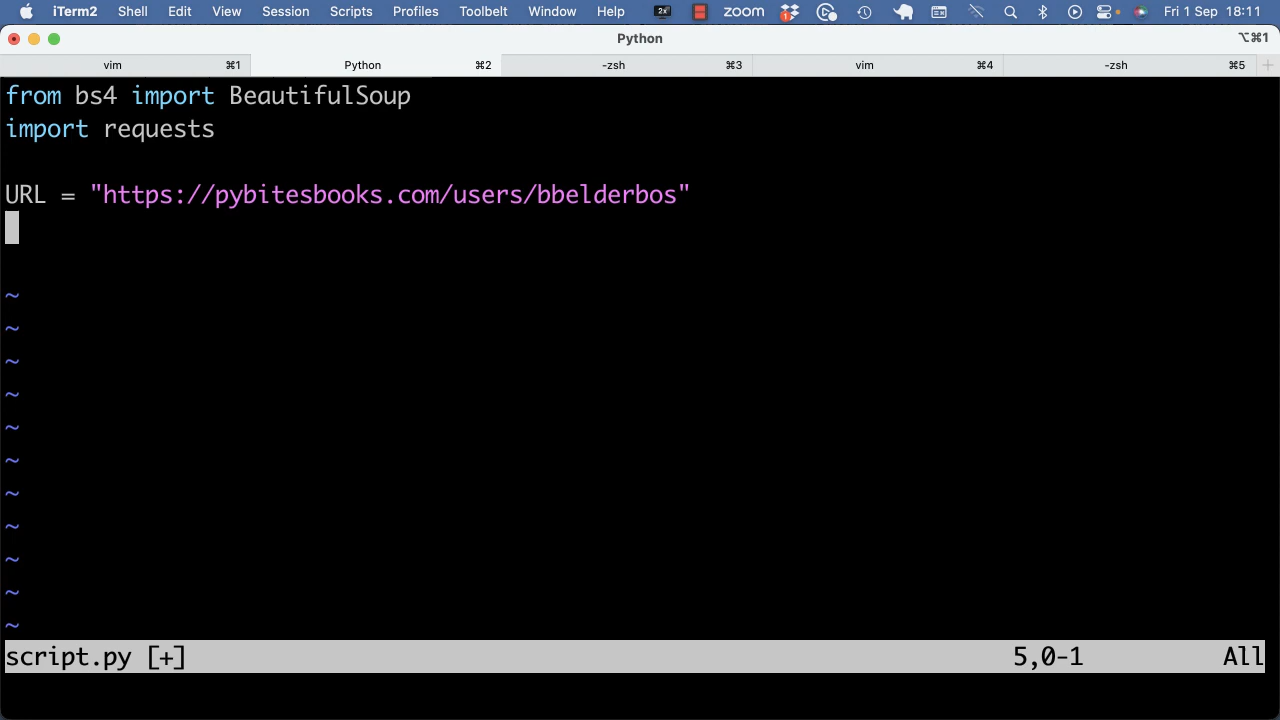 iTerm2 Shell Edit View Session Scripts Profiles Toolbelt Window Help 2x zoom 1 Fri 1 Sep 18:11
Python ⌥⌘1
vim ⌘1 Python ⌘2 -zsh ⌘3 vim ⌘4 -zsh ⌘5
from bs4 import BeautifulSoup
import requests
URL = "https://pybitesbooks.com/users/bbelderbos"
~
~
~
~
~
~
~
~
~
~
~
script.py [+] 5,0-1 All